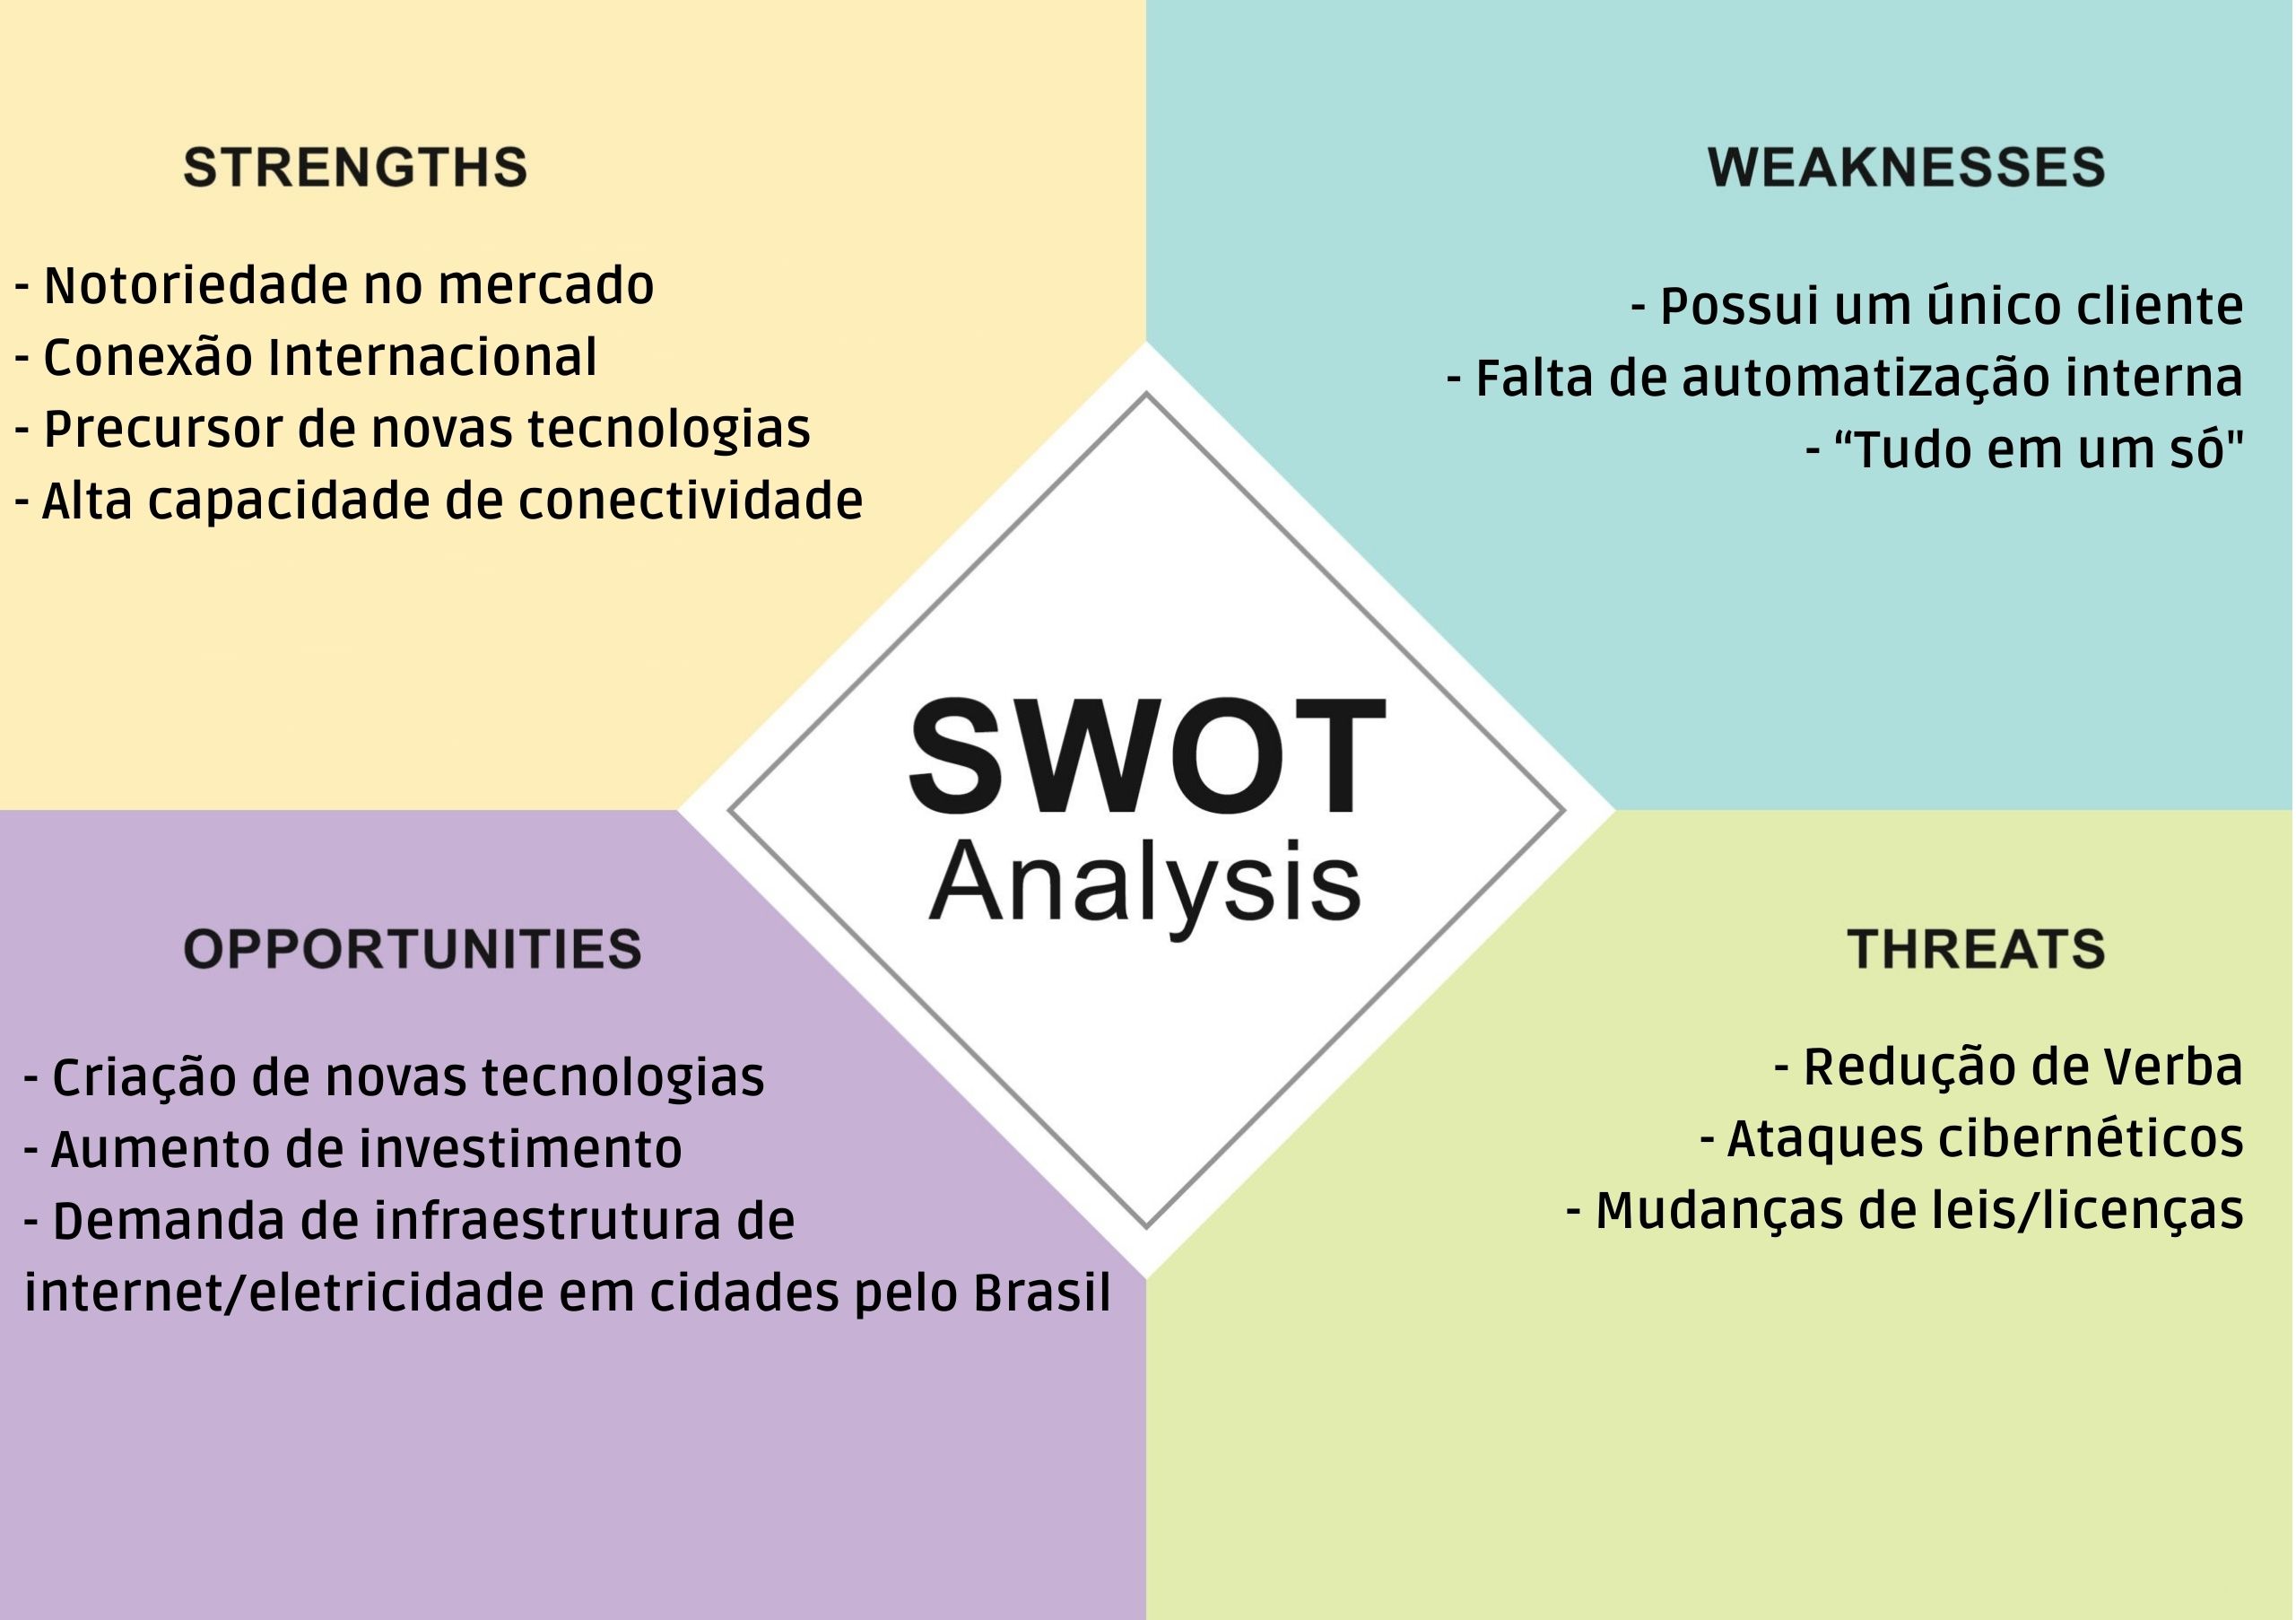 STRENGTHS
- Notoriedade no mercado
- Conexão Internacional
- Precursor de novas tecnologias
- Alta capacidade de conectividade
WEAKNESSES
- Possui um único cliente
- Falta de automatização interna
- “Tudo em um só"
SWOT
Analysis
OPPORTUNITIES
- Criação de novas tecnologias
- Aumento de investimento
- Demanda de infraestrutura de
internet/eletricidade em cidades pelo Brasil
THREATS
- Redução de Verba
- Ataques cibernéticos
- Mudanças de leis/licenças